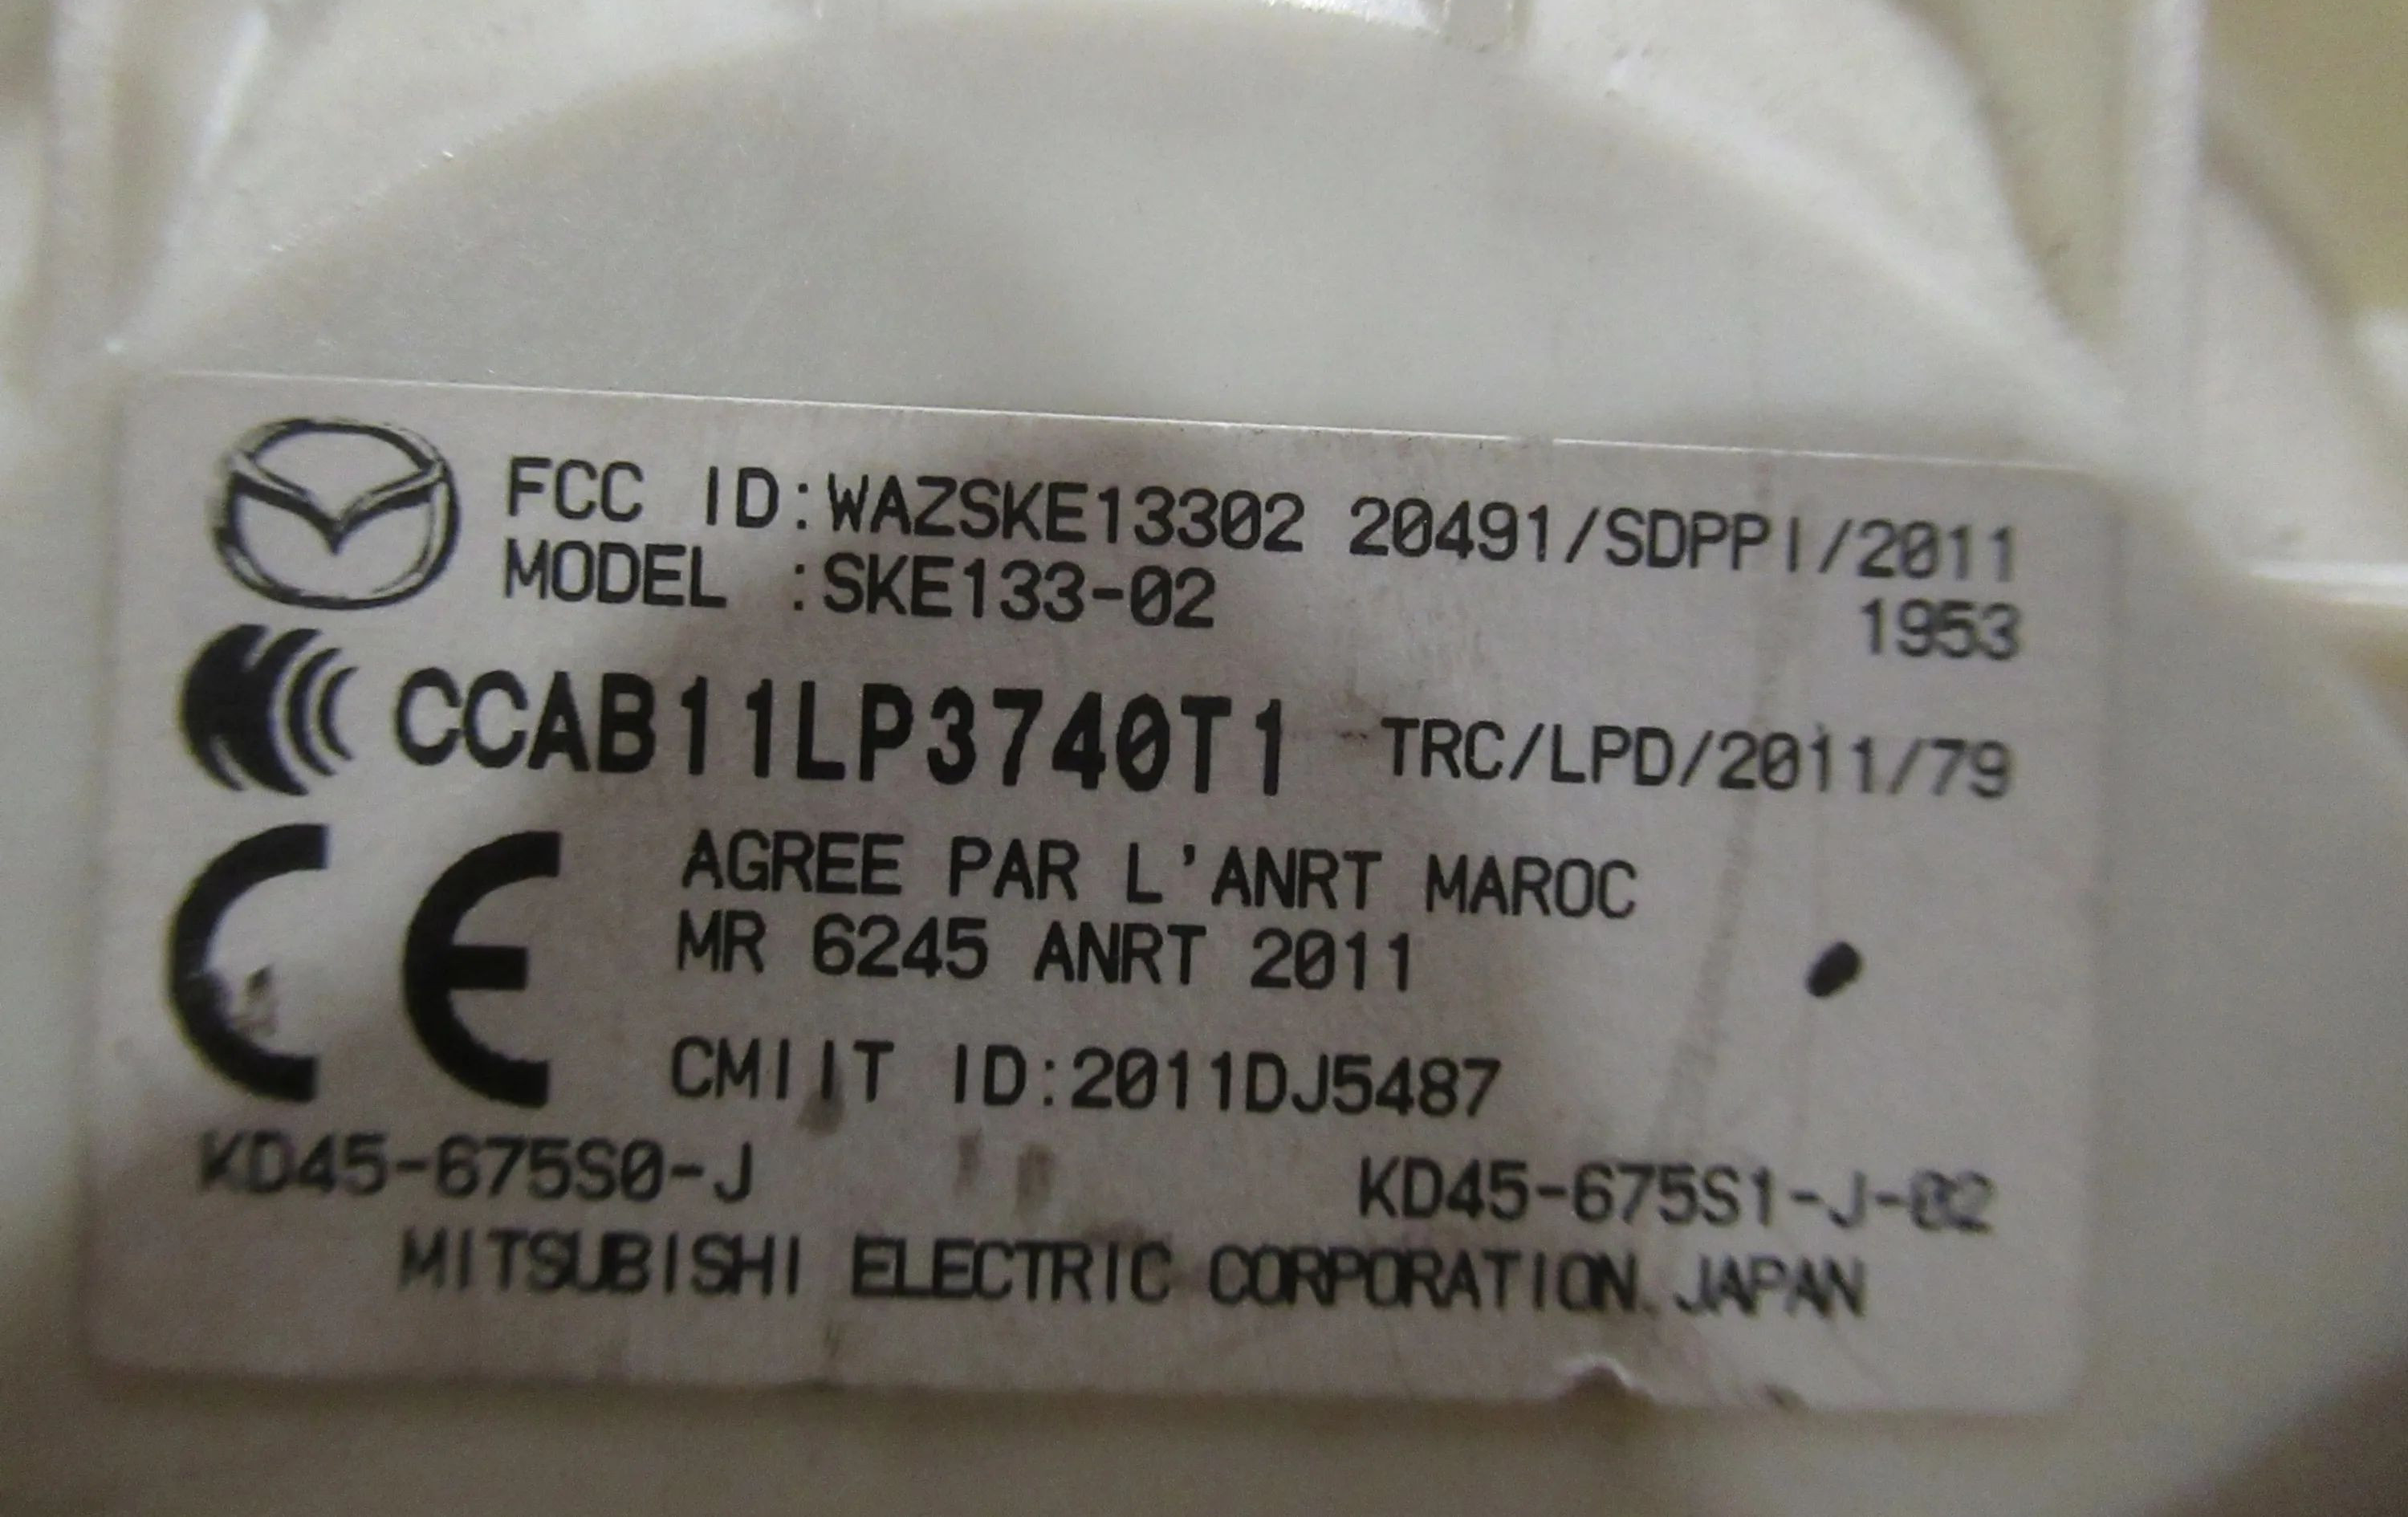 FCC ID:WAZSKE13302 20491/SDPPI/2011
MODEL :SKE133-02 1953
CCAB11LP3740T1 TRC/LPD/2011/79
CE AGREE PAR L'ANRT MAROC
MR 6245 ANRT 2011
CMIIT ID:2011DJ5487
KD45-675S0-J KD45-675S1-J-02
MITSUBISHI ELECTRIC CORPORATION.JAPAN